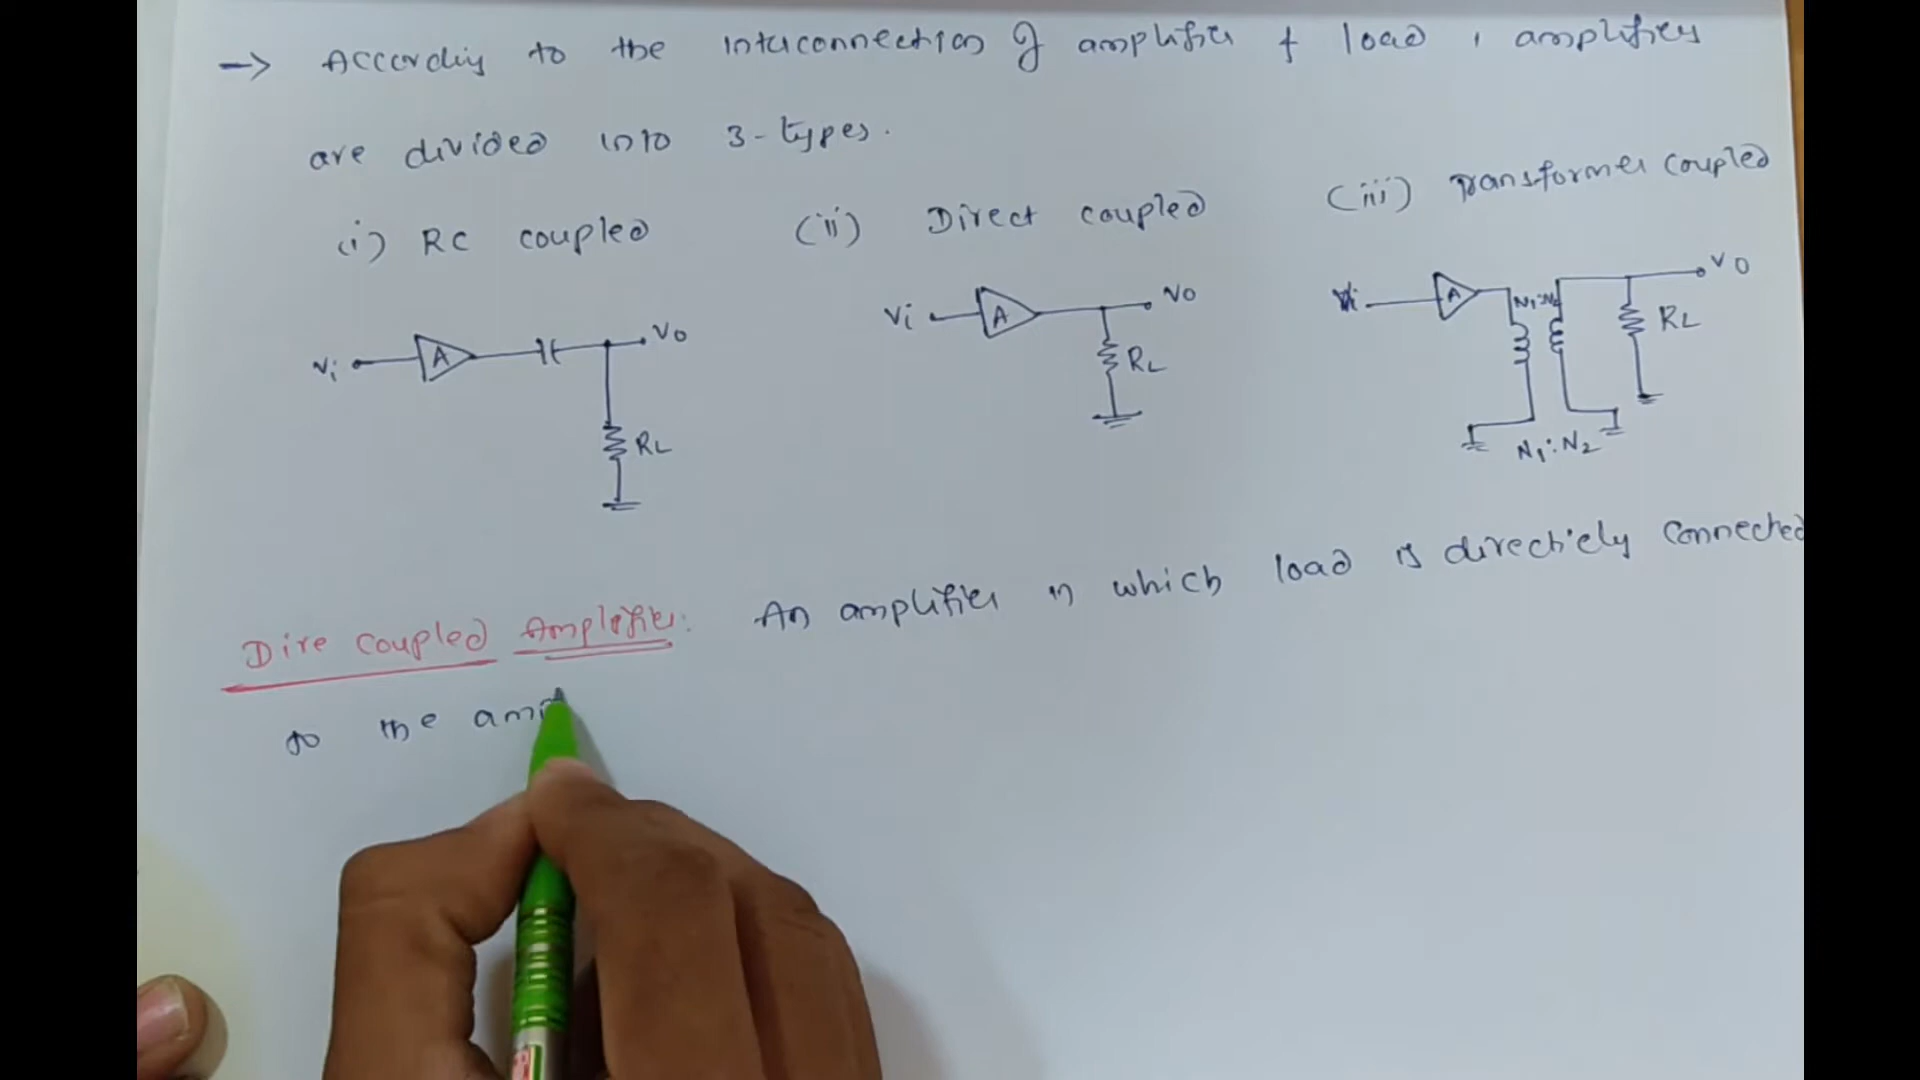 → According to the interconnection of amplifier & load, amplifiers
are divided into 3-types.
(i) RC coupled (ii) Direct coupled (iii) Transformer coupled
Vi A Vo RL
Vi A Vo RL
Vi A N1:N2 Vo RL
N1:N2
Dire coupled Amplifier: An amplifier in which load is directiely connected
to the am